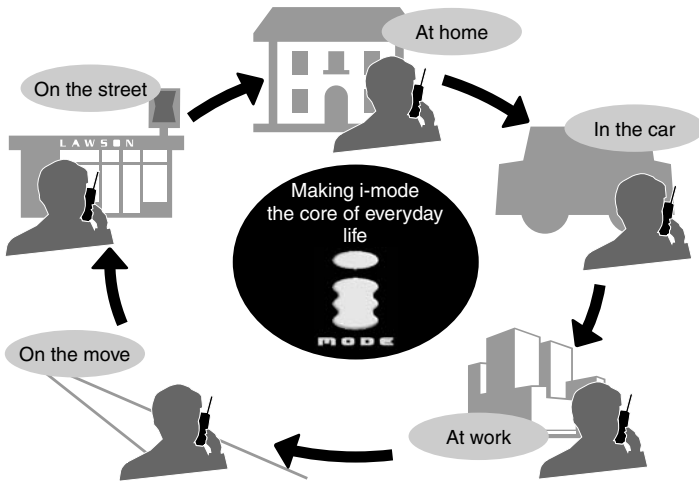 At home
On the street
In the car
LAWSON
Making i-mode
the core of everyday
life
MODE
On the move
At work